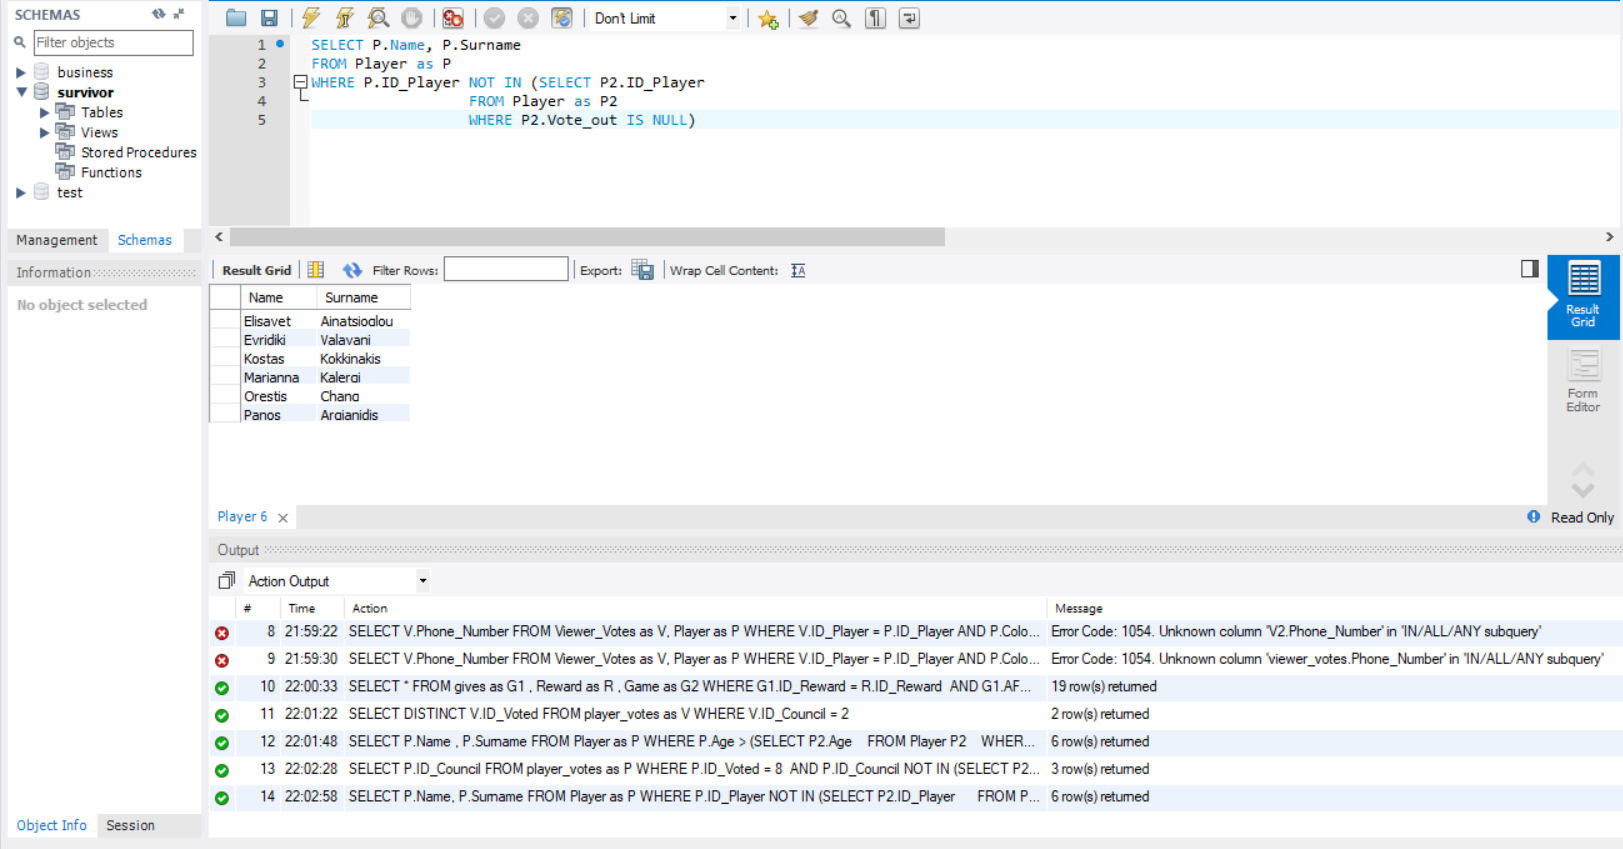 SCHEMAS
Filter objects
business
survivor
Tables
Views
Stored Procedures
Functions
test
Management Schemas
Information
No object selected
Object Info Session
Don't Limit
1 SELECT P.Name, P.Surname
2 FROM Player as P
3 WHERE P.ID_Player NOT IN (SELECT P2.ID_Player
4 FROM Player as P2
5 WHERE P2.Vote_out IS NULL)
Result Grid Filter Rows: Export: Wrap Cell Content:
Name Surname
Elisavet Ainatsioglou
Evridiki Valavani
Kostas Kokkinakis
Marianna Kalergi
Orestis Chang
Panos Argianidis
Result
Grid
Form
Editor
Player 6
Read Only
Output
Action Output
# Time Action Message
8 21:59:22 SELECT V.Phone_Number FROM Viewer_Votes as V, Player as P WHERE V.ID_Player = P.ID_Player AND P.Colo... Error Code: 1054. Unknown column 'V2.Phone_Number' in 'IN/ALL/ANY subquery'
9 21:59:30 SELECT V.Phone_Number FROM Viewer_Votes as V, Player as P WHERE V.ID_Player = P.ID_Player AND P.Colo... Error Code: 1054. Unknown column 'viewer_votes.Phone_Number' in 'IN/ALL/ANY subquery'
10 22:00:33 SELECT * FROM gives as G1 , Reward as R , Game as G2 WHERE G1.ID_Reward = R.ID_Reward AND G1.AF... 19 row(s) returned
11 22:01:22 SELECT DISTINCT V.ID_Voted FROM player_votes as V WHERE V.ID_Council = 2 2 row(s) returned
12 22:01:48 SELECT P.Name , P.Surname FROM Player as P WHERE P.Age > (SELECT P2.Age FROM Player P2 WHER... 6 row(s) returned
13 22:02:28 SELECT P.ID_Council FROM player_votes as P WHERE P.ID_Voted = 8 AND P.ID_Council NOT IN (SELECT P2... 3 row(s) returned
14 22:02:58 SELECT P.Name, P.Surname FROM Player as P WHERE P.ID_Player NOT IN (SELECT P2.ID_Player FROM P... 6 row(s) returned